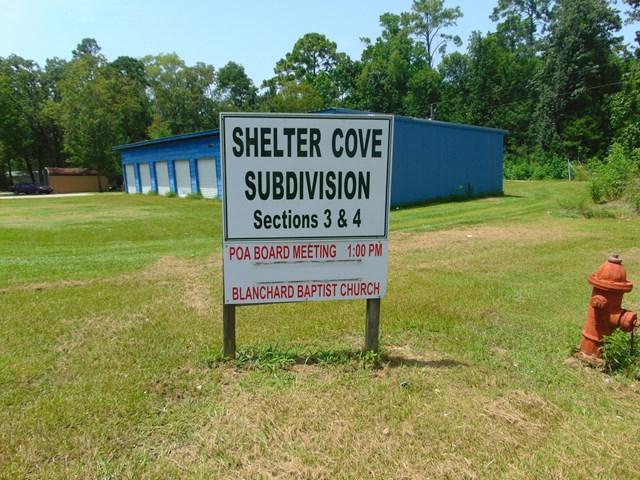 SHELTER COVE
SUBDIVISION
Sections 3 & 4
POA BOARD MEETING 1:00 PM
BLANCHARD BAPTIST CHURCH